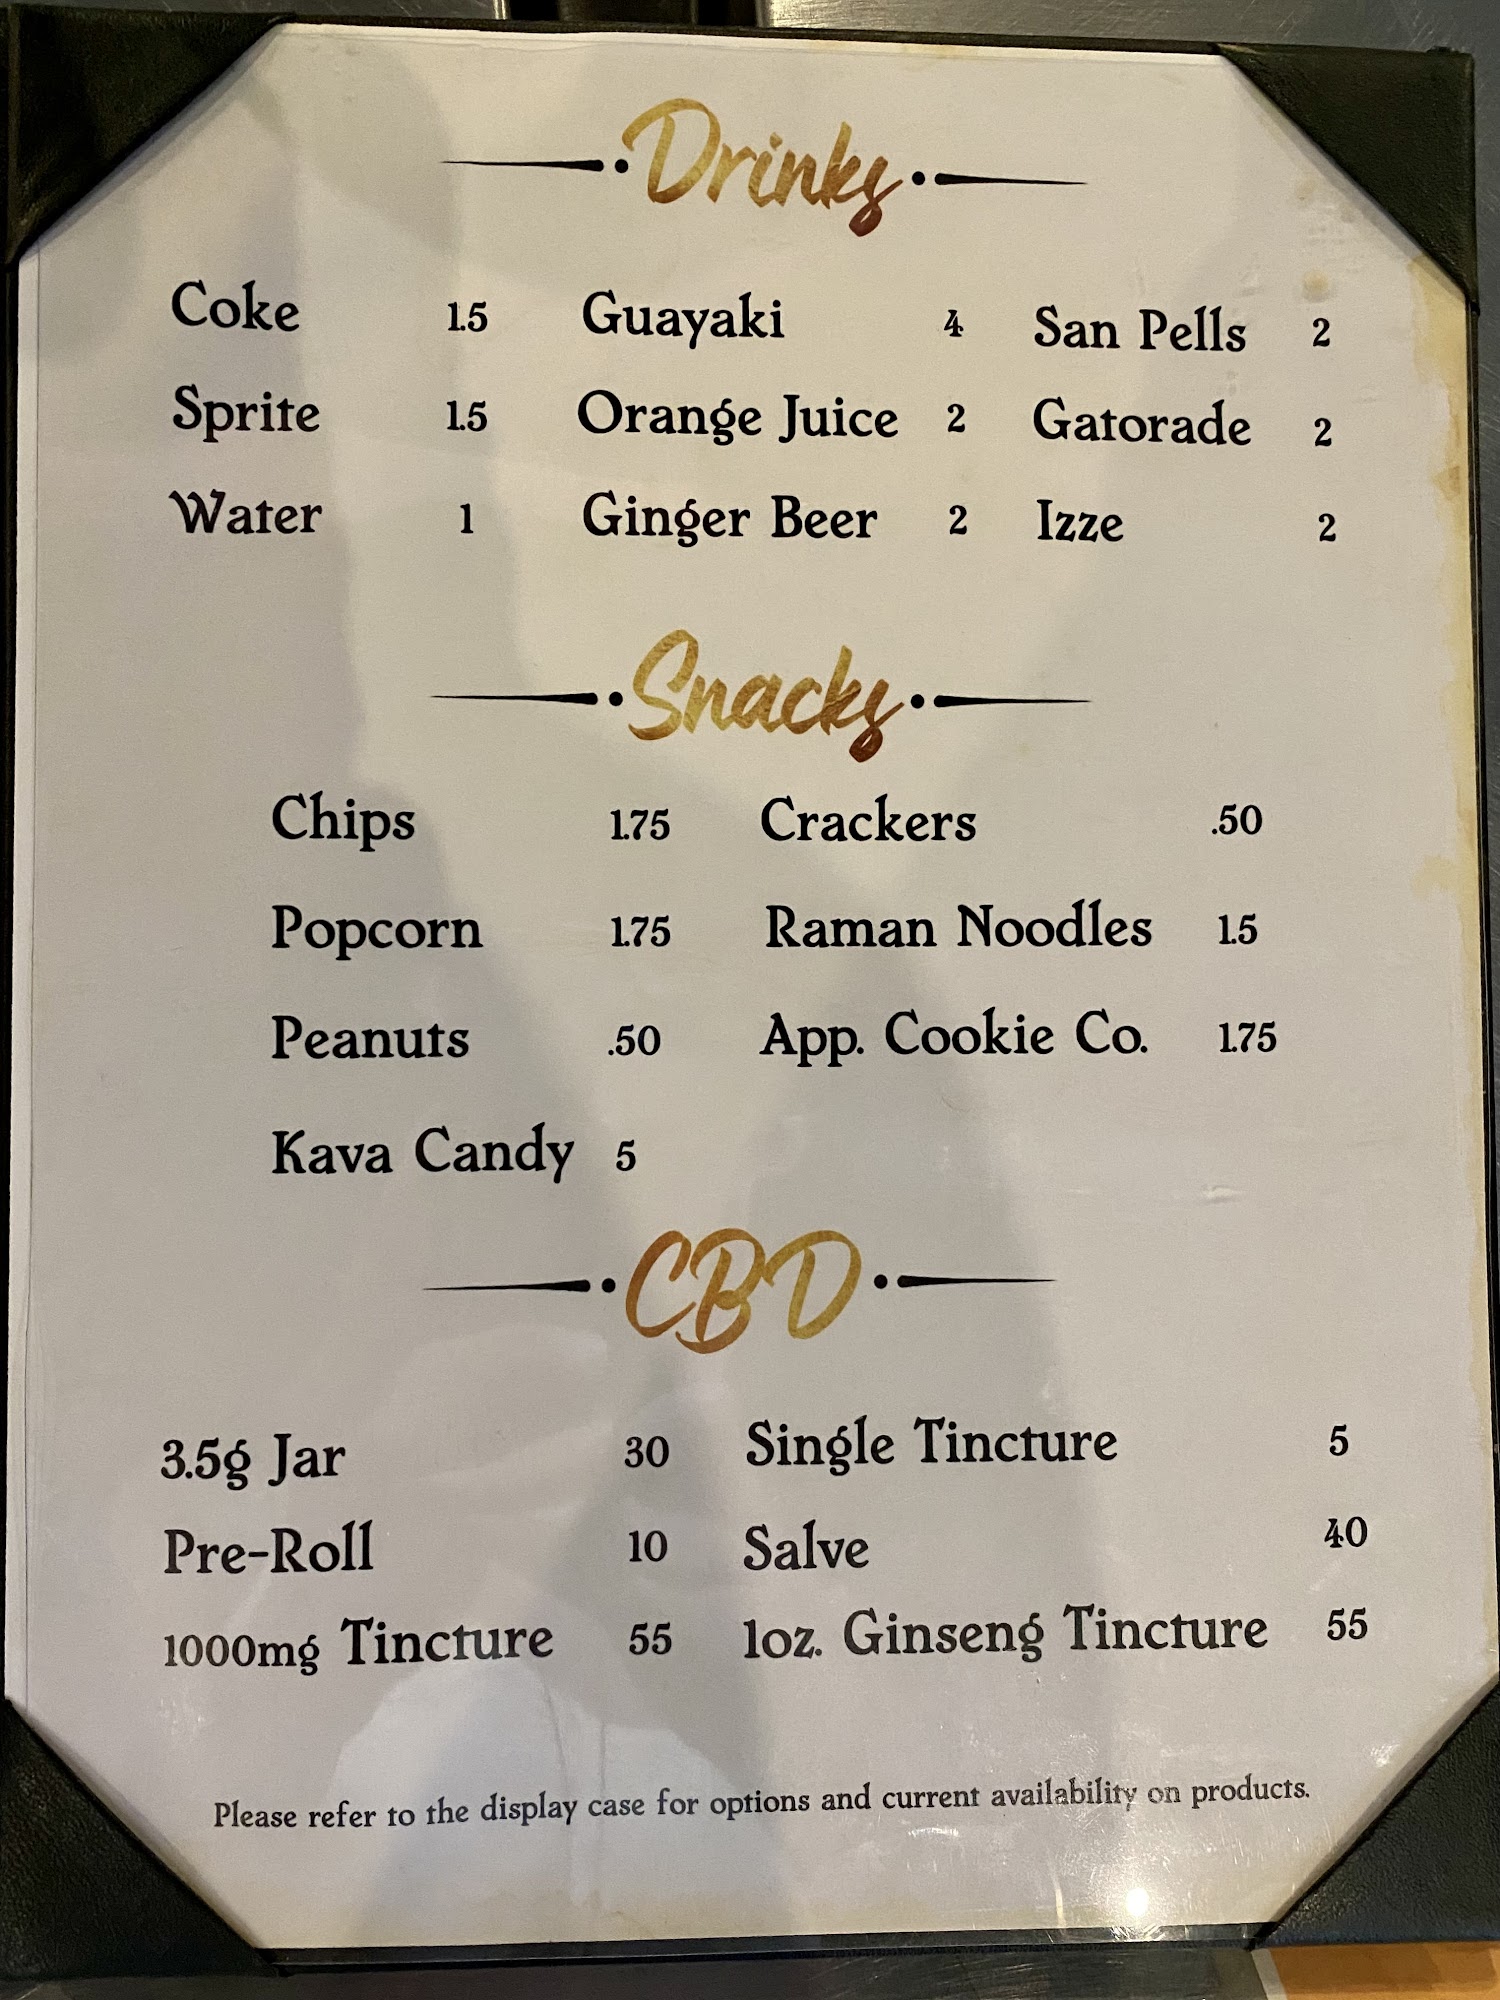 Drinks
Coke 1.5 Guayaki 4 San Pells 2
Sprite 1.5 Orange Juice 2 Gatorade 2
Water 1 Ginger Beer 2 Izze 2
Snacks
Chips 1.75 Crackers .50
Popcorn 1.75 Raman Noodles 1.5
Peanuts .50 App. Cookie Co. 1.75
Kava Candy 5
CBD
3.5g Jar 30 Single Tincture 5
Pre-Roll 10 Salve 40
1000mg Tincture 55 1oz. Ginseng Tincture 55
Please refer to the display case for options and current availability on products.